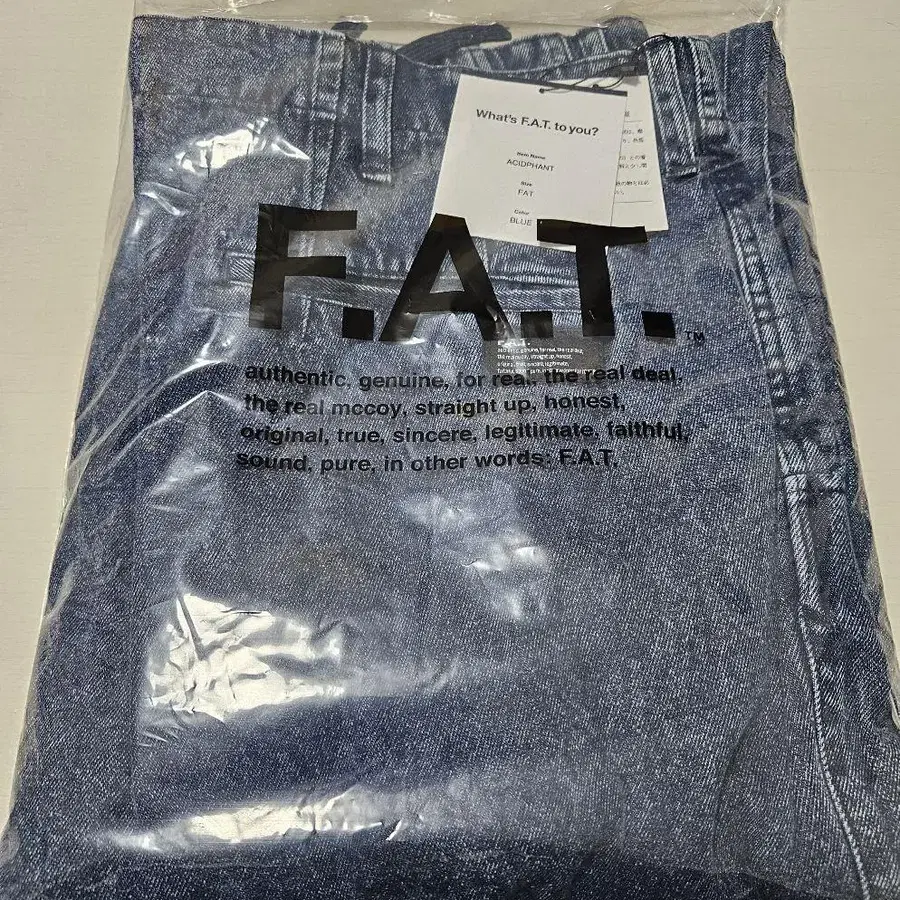 What's F.A.T. to you?
Item Name
ACIDPHANT
Size
FAT
Color
BLUE
F.A.T.™
authentic, genuine, for real, the real deal,
the real mccoy, straight up, honest,
original, true, sincere, legitimate, faithful,
sound, pure, in other words: F.A.T.
F.A.T.